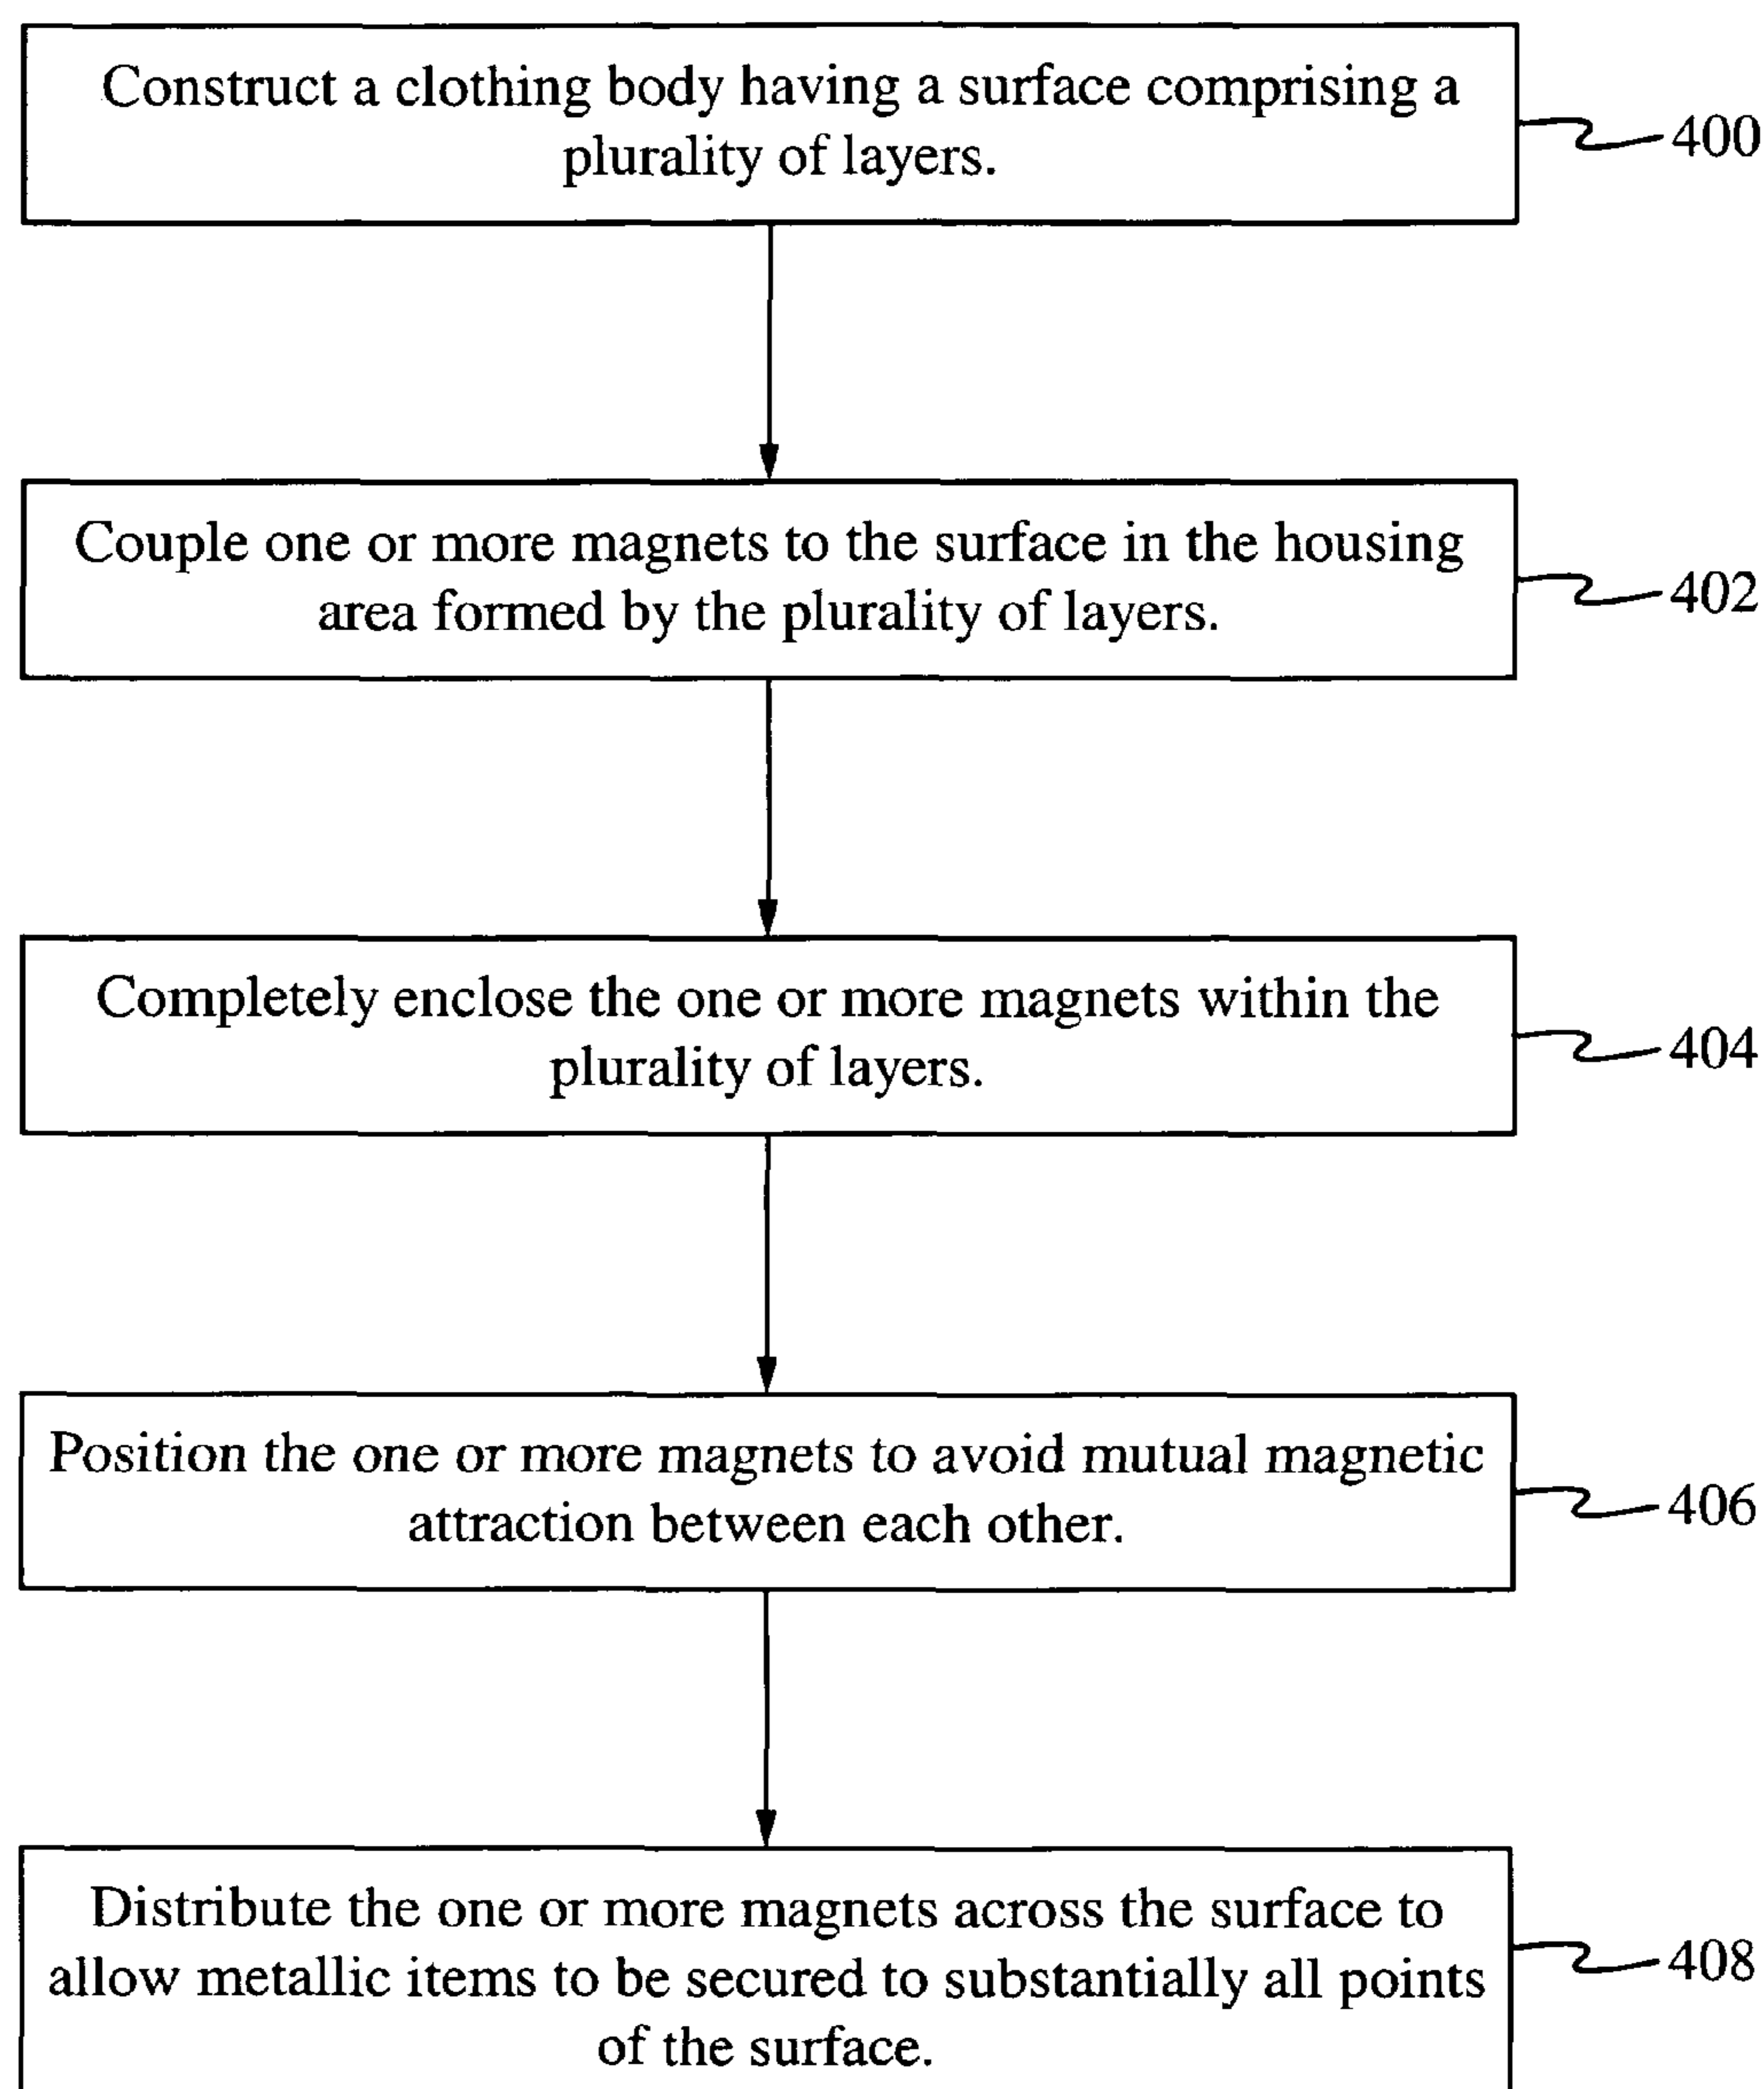 Construct a clothing body having a surface comprising a
plurality of layers.
400
Couple one or more magnets to the surface in the housing
area formed by the plurality of layers.
402
Completely enclose the one or more magnets within the
plurality of layers.
404
Position the one or more magnets to avoid mutual magnetic
attraction between each other.
406
Distribute the one or more magnets across the surface to
allow metallic items to be secured to substantially all points
of the surface.
408